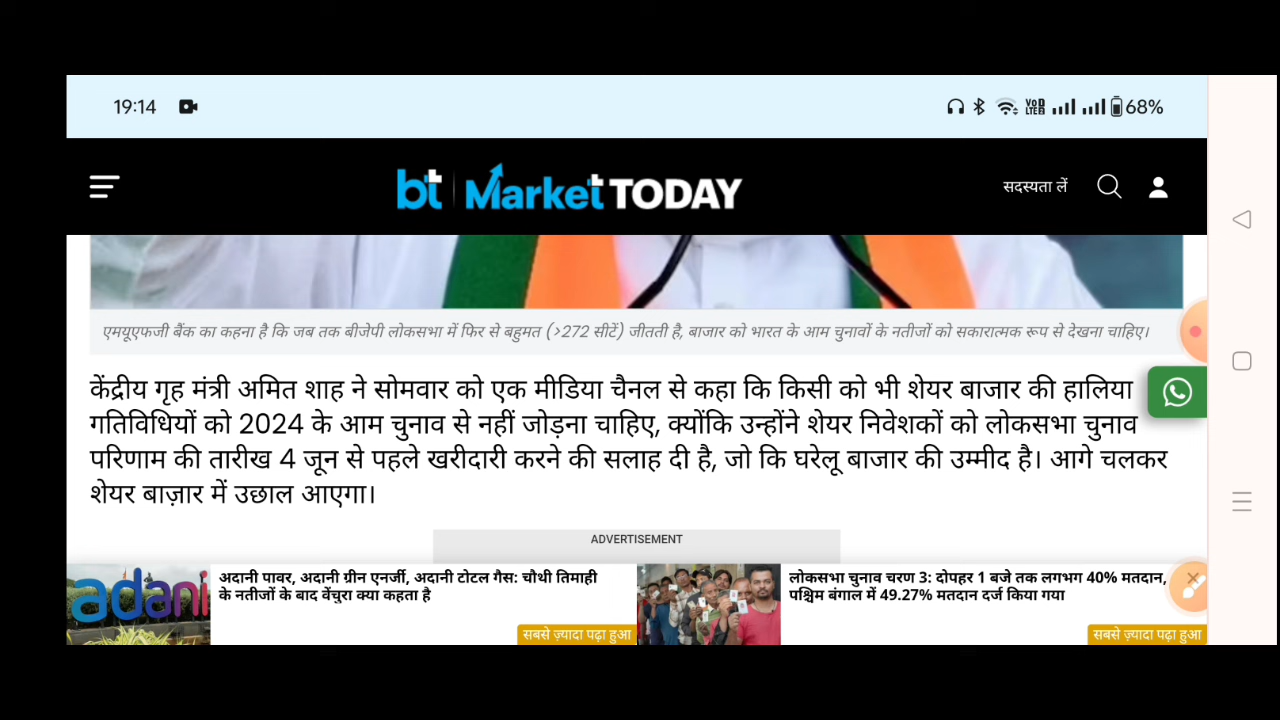 19:14
VoD LTE2 68%
bt Market TODAY
सदस्यता लें
एमयूएफजी बैंक का कहना है कि जब तक बीजेपी लोकसभा में फिर से बहुमत (>272 सीटें) जीतती है, बाजार को भारत के आम चुनावों के नतीजों को सकारात्मक रूप से देखना चाहिए।
केंद्रीय गृह मंत्री अमित शाह ने सोमवार को एक मीडिया चैनल से कहा कि किसी को भी शेयर बाजार की हालिया
गतिविधियों को 2024 के आम चुनाव से नहीं जोड़ना चाहिए, क्योंकि उन्होंने शेयर निवेशकों को लोकसभा चुनाव
परिणाम की तारीख 4 जून से पहले खरीदारी करने की सलाह दी है, जो कि घरेलू बाजार की उम्मीद है। आगे चलकर
शेयर बाज़ार में उछाल आएगा।
ADVERTISEMENT
adani
अदानी पावर, अदानी ग्रीन एनर्जी, अदानी टोटल गैस: चौथी तिमाही
के नतीजों के बाद वेंचुरा क्या कहता है
सबसे ज़्यादा पढ़ा हुआ
लोकसभा चुनाव चरण 3: दोपहर 1 बजे तक लगभग 40% मतदान,
पश्चिम बंगाल में 49.27% मतदान दर्ज किया गया
सबसे ज़्यादा पढ़ा हुआ